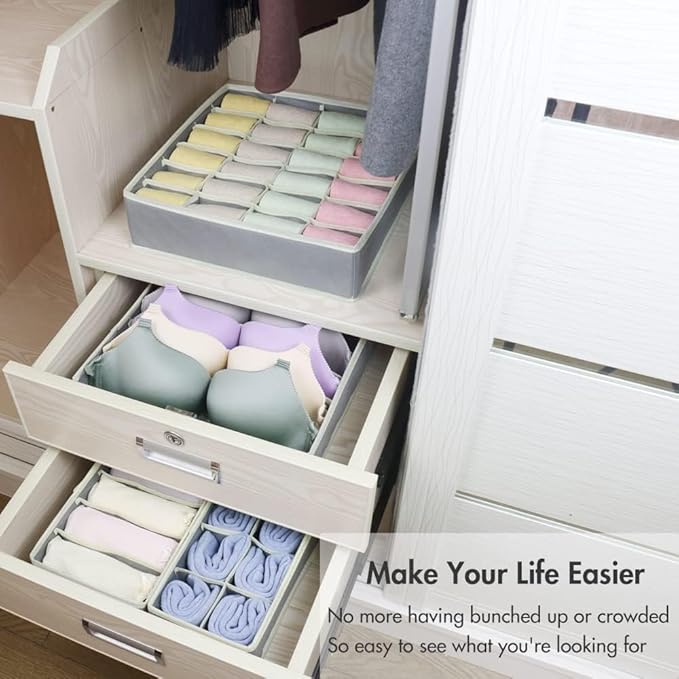 Make Your Life Easier
No more having bunched up or crowded
So easy to see what you're looking for